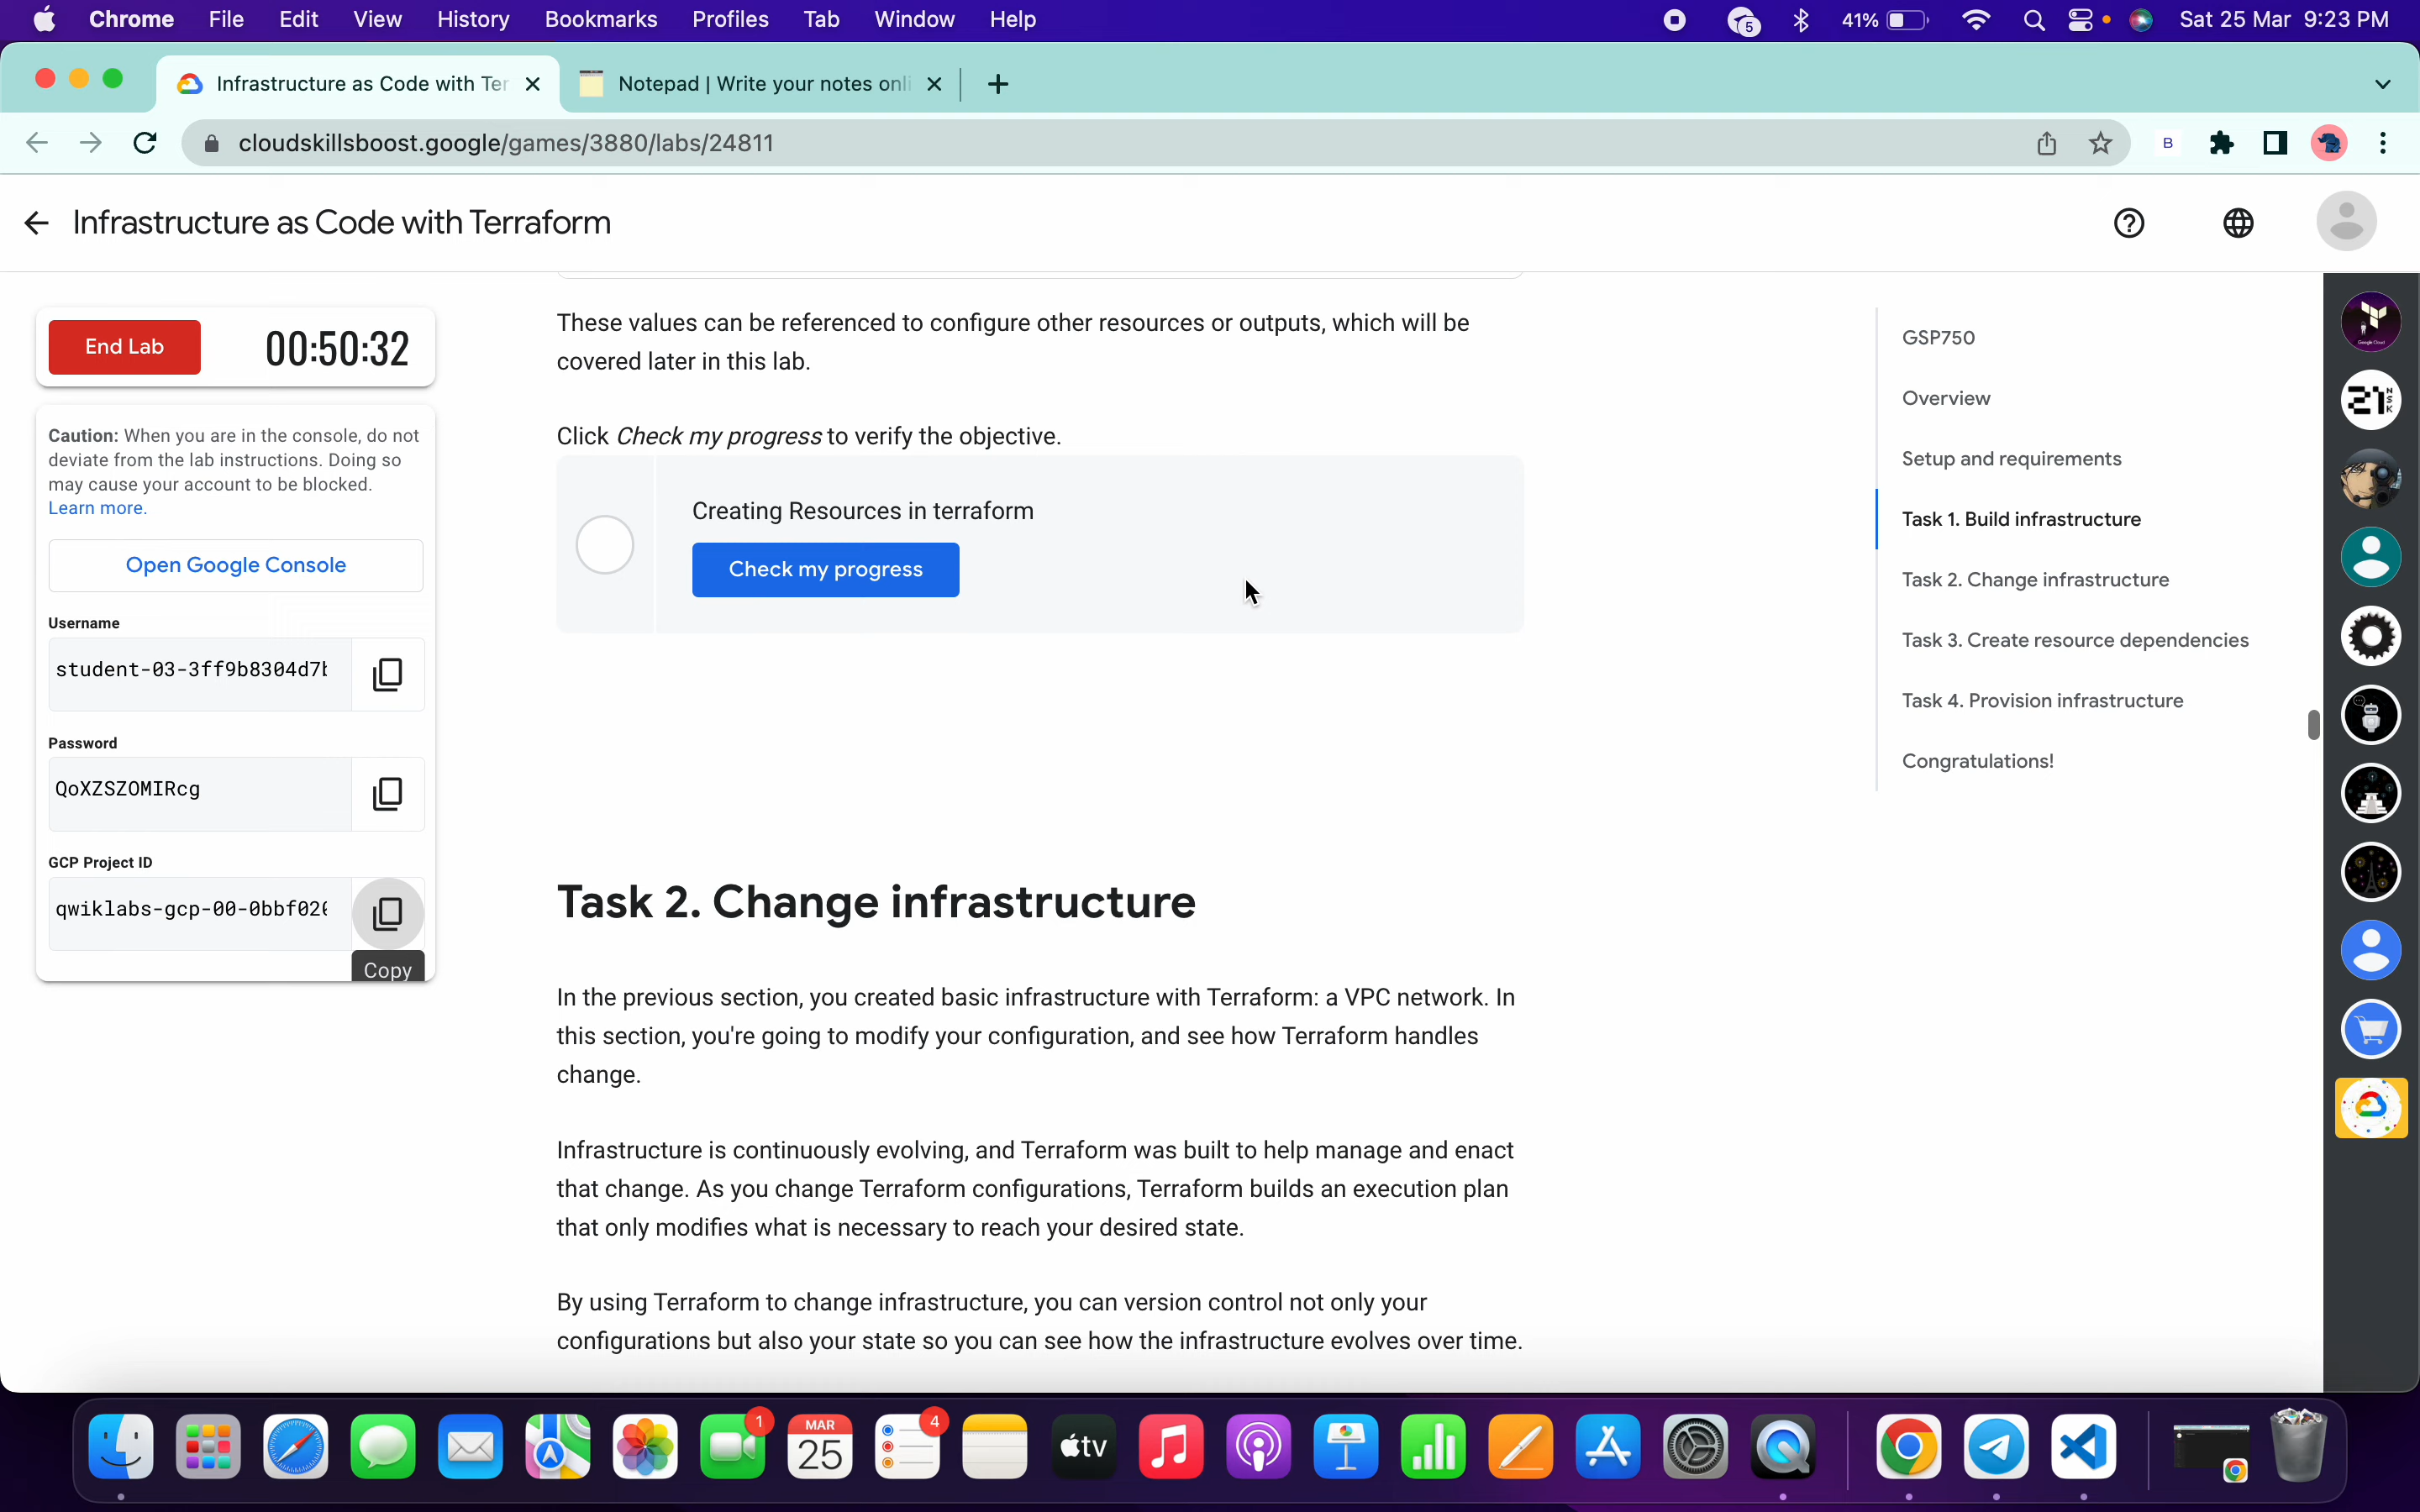 Chrome File Edit View History Bookmarks Profiles Tab Window Help
5
41%
Sat 25 Mar 9:23 PM
Infrastructure as Code with Ter
Notepad | Write your notes onli
cloudskillsboost.google/games/3880/labs/24811
B
Infrastructure as Code with Terraform
End Lab
00:50:32
Caution: When you are in the console, do not
deviate from the lab instructions. Doing so
may cause your account to be blocked.
Learn more.
Open Google Console
Username
student-03-3ff9b8304d7b
Password
QoXZSZOMIRcg
GCP Project ID
qwiklabs-gcp-00-0bbf020
Copy
These values can be referenced to configure other resources or outputs, which will be
covered later in this lab.
Click Check my progress to verify the objective.
Creating Resources in terraform
Check my progress
Task 2. Change infrastructure
In the previous section, you created basic infrastructure with Terraform: a VPC network. In
this section, you're going to modify your configuration, and see how Terraform handles
change.
Infrastructure is continuously evolving, and Terraform was built to help manage and enact
that change. As you change Terraform configurations, Terraform builds an execution plan
that only modifies what is necessary to reach your desired state.
By using Terraform to change infrastructure, you can version control not only your
configurations but also your state so you can see how the infrastructure evolves over time.
GSP750
Overview
Setup and requirements
Task 1. Build infrastructure
Task 2. Change infrastructure
Task 3. Create resource dependencies
Task 4. Provision infrastructure
Congratulations!
Google Cloud
21
NSK
1
MAR
25
4
tv